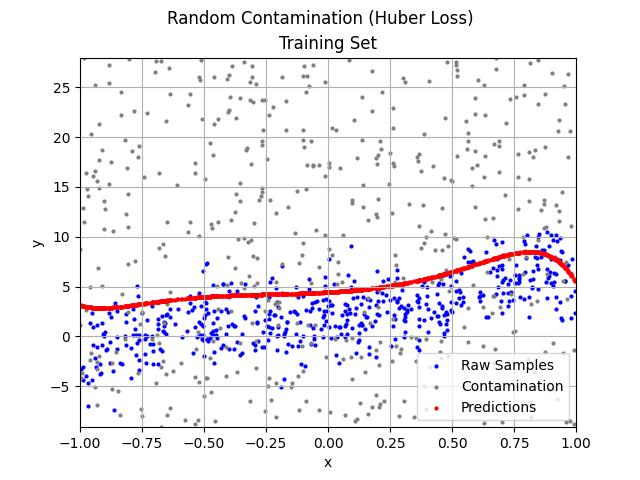 Random Contamination (Huber Loss)
Training Set
25
20
15
10
5
0
−5
y
−1.00 −0.75 −0.50 −0.25 0.00 0.25 0.50 0.75 1.00
x
Raw Samples
Contamination
Predictions